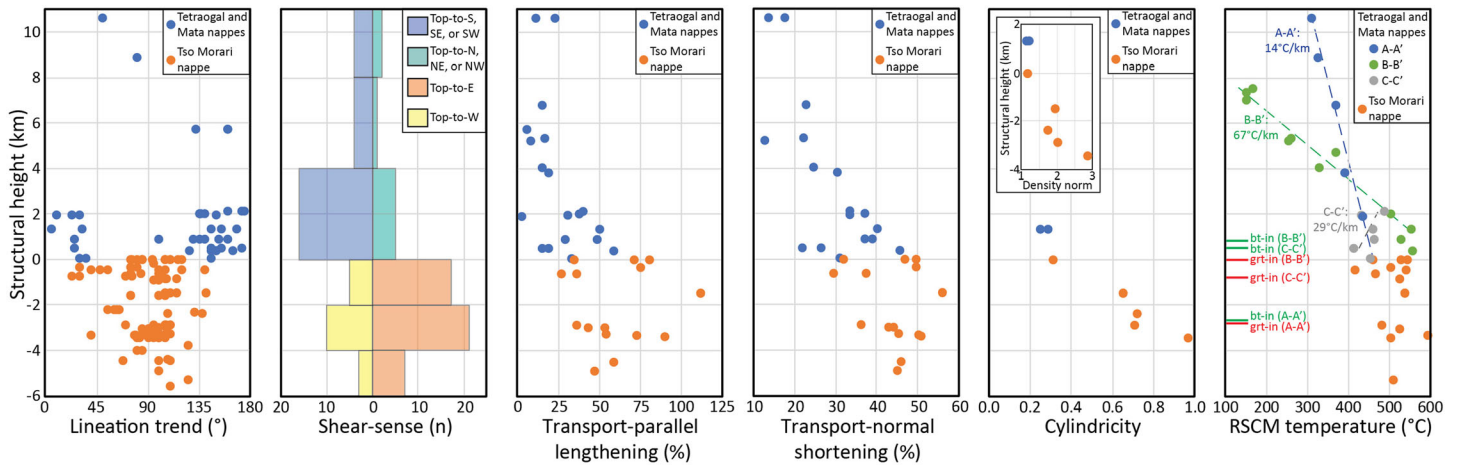 Structural height (km)
10
8
6
4
2
0
-2
-4
-6
Tetraogal and
Mata nappes
Tso Morari
nappe
0 45 90 135 180
Lineation trend (°)
Top-to-S,
SE, or SW
Top-to-N,
NE, or NW
Top-to-E
Top-to-W
20 10 0 10 20
Shear-sense (n)
Tetraogal and
Mata nappes
Tso Morari
nappe
0 25 50 75 100 125
Transport-parallel
lengthening (%)
Tetraogal and
Mata nappes
Tso Morari
nappe
10 20 30 40 50 60
Transport-normal
shortening (%)
Tetraogal and
Mata nappes
Tso Morari
nappe
Structural height (km)
2
0
-2
-4
1 2 3
Density norm
0.0 0.2 0.4 0.6 0.8 1.0
Cylindricity
Tetraogal and
Mata nappes
A-A’
B-B’
C-C’
Tso Morari
nappe
A-A’:
14°C/km
B-B’:
67°C/km
C-C’:
29°C/km
bt-in (B-B’)
bt-in (C-C’)
grt-in (B-B’)
grt-in (C-C’)
bt-in (A-A’)
grt-in (A-A’)
100 200 300 400 500 600
RSCM temperature (°C)